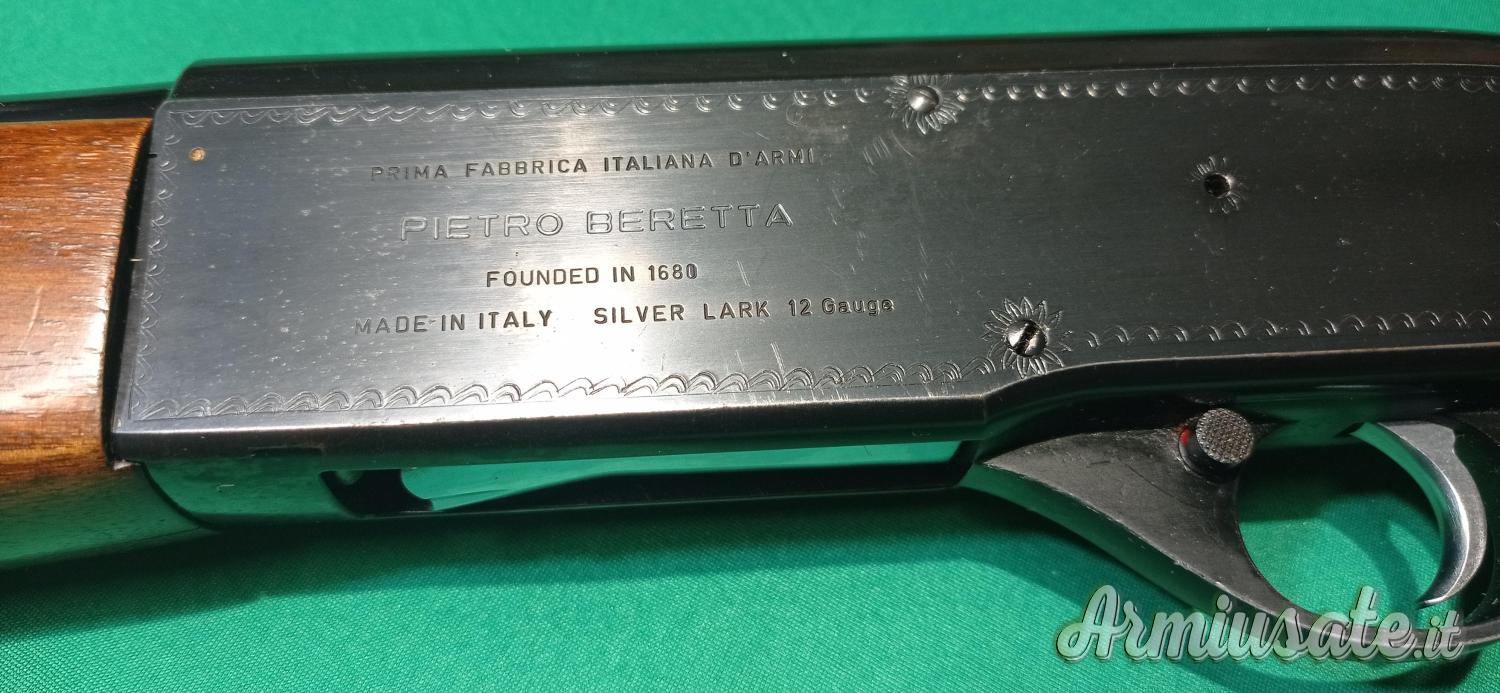 PRIMA FABBRICA ITALIANA D'ARMI
PIETRO BERETTA
FOUNDED IN 1680
MADE-IN ITALY SILVER LARK 12 Gauge
Armiusate.it